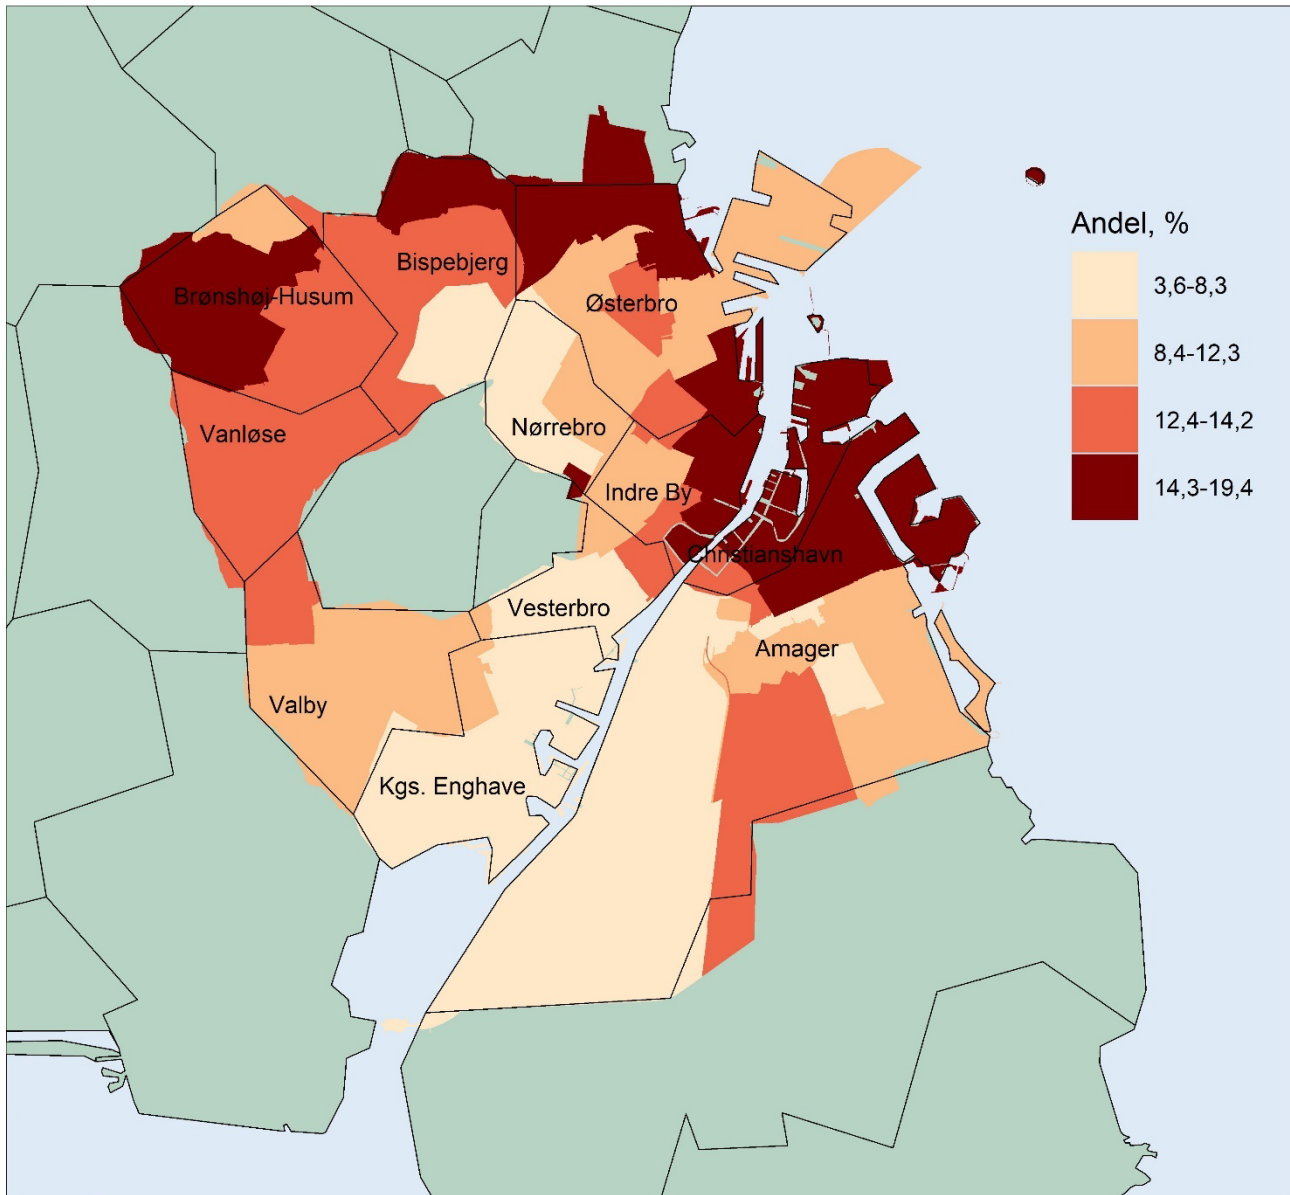 Andel, %
3,6-8,3
8,4-12,3
12,4-14,2
14,3-19,4
Bispebjerg
Brønshøj-Husum
Østerbro
Nørrebro
Vanløse
Indre By
Christianshavn
Vesterbro
Amager
Valby
Kgs. Enghave